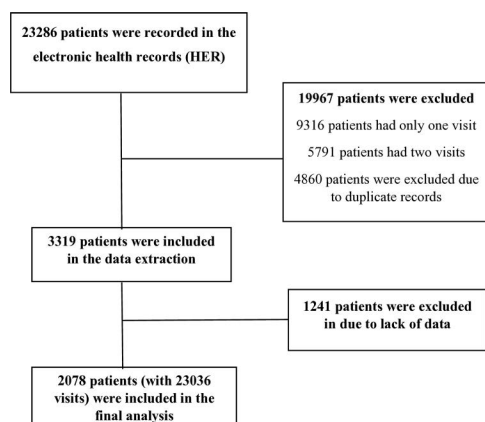 23286 patients were recorded in the
electronic health records (HER)
19967 patients were excluded
9316 patients had only one visit
5791 patients had two visits
4860 patients were excluded due
to duplicate records
3319 patients were included
in the data extraction
1241 patients were excluded
in due to lack of data
2078 patients (with 23036
visits) were included in the
final analysis